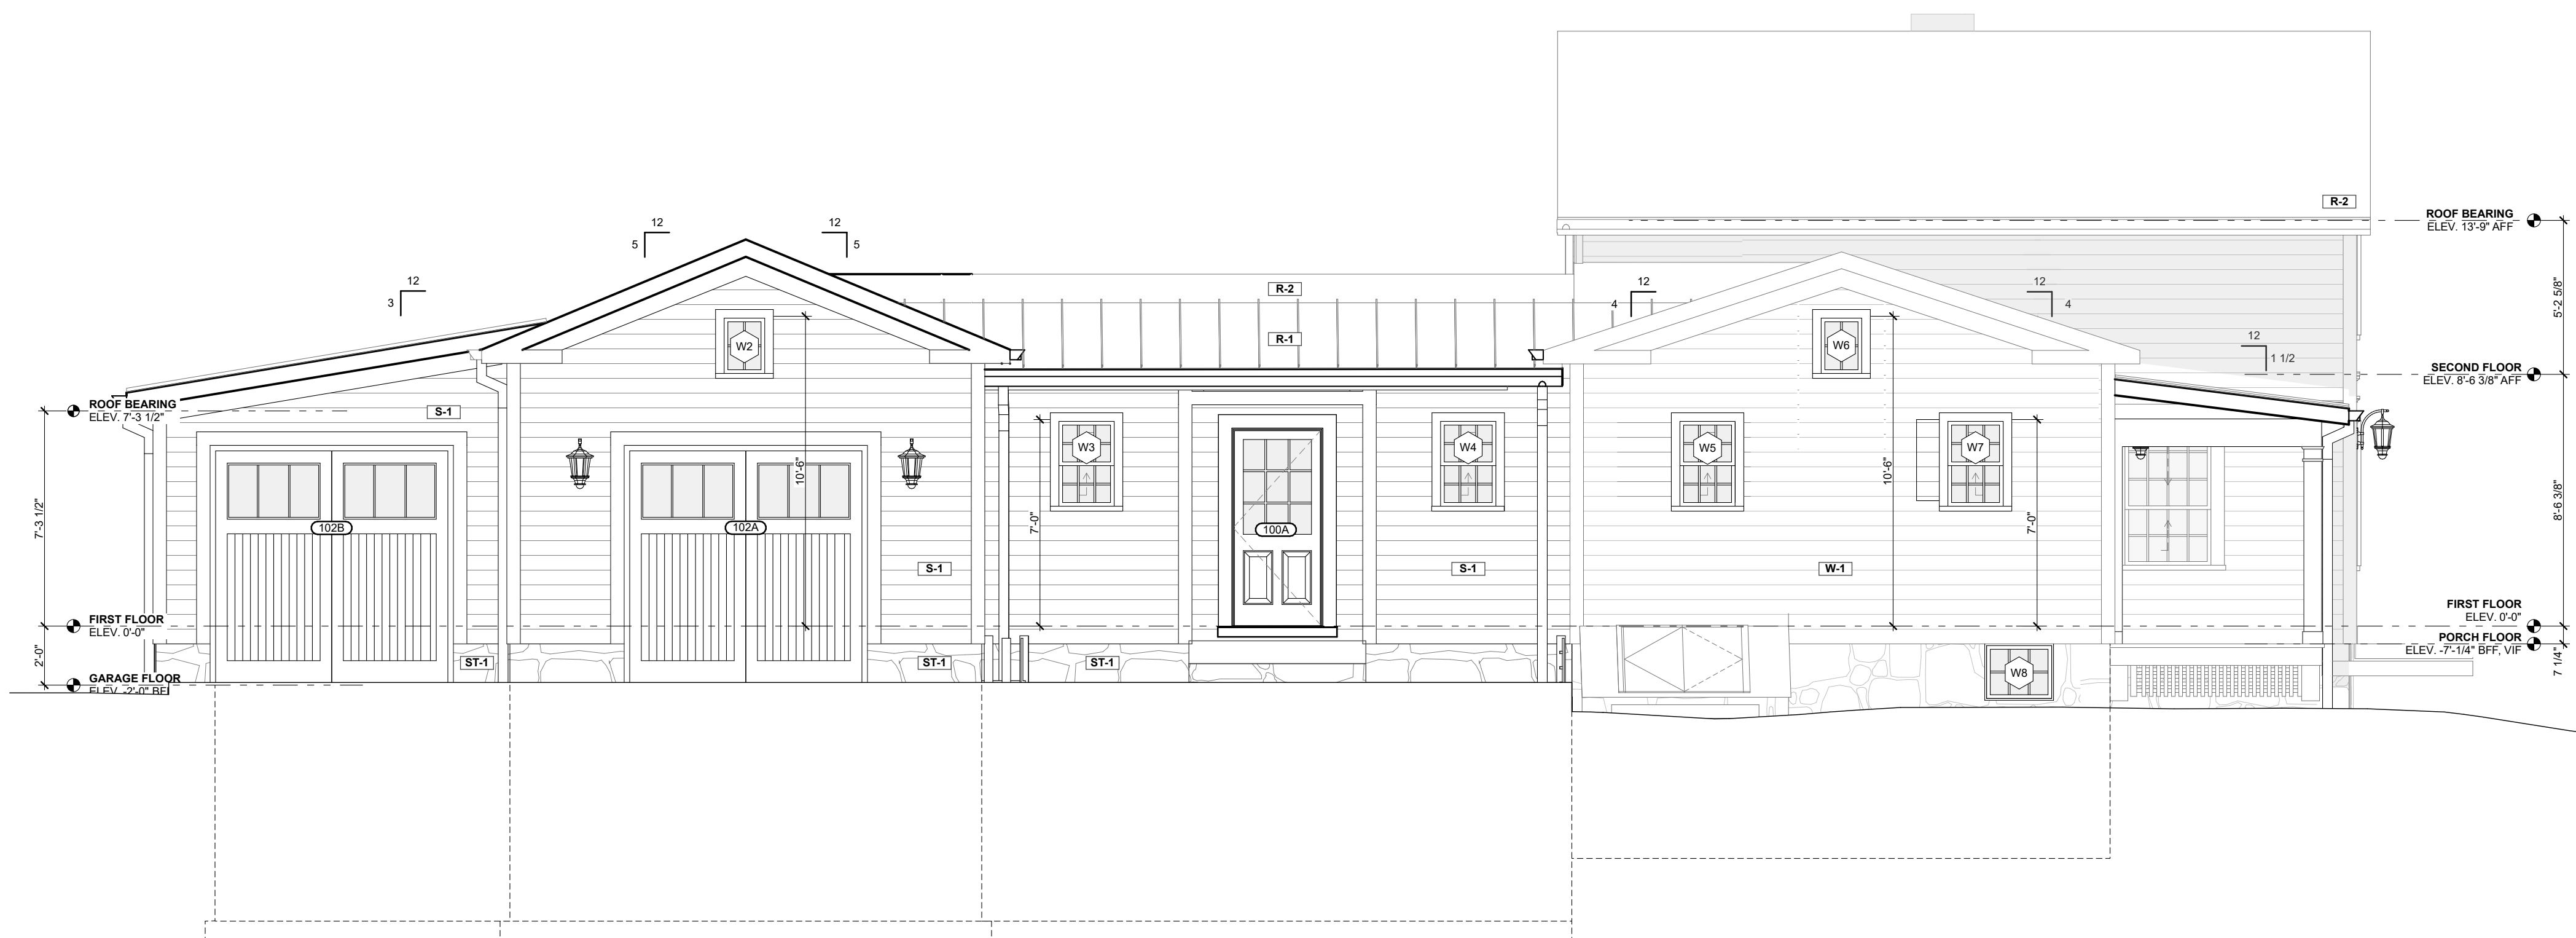 R-2
ROOF BEARING
ELEV. 13'-9" AFF
12
5
12
5
12
3
12
4
12
4
12
1 1/2
5'-2 5/8"
R-2
R-1
W2
W6
SECOND FLOOR
ELEV. 8'-6 3/8" AFF
ROOF BEARING
ELEV. 7'-3 1/2"
S-1
W3
W4
W5
W7
10'-6"
10'-6"
7'-3 1/2"
102B
102A
7'-0"
100A
7'-0"
8'-6 3/8"
S-1
S-1
W-1
FIRST FLOOR
ELEV. 0'-0"
FIRST FLOOR
ELEV. 0'-0"
PORCH FLOOR
ELEV. -7'-1/4" BFF, VIF
2'-0"
ST-1
ST-1
ST-1
W8
7 1/4"
GARAGE FLOOR
ELEV. -2'-0" BFF